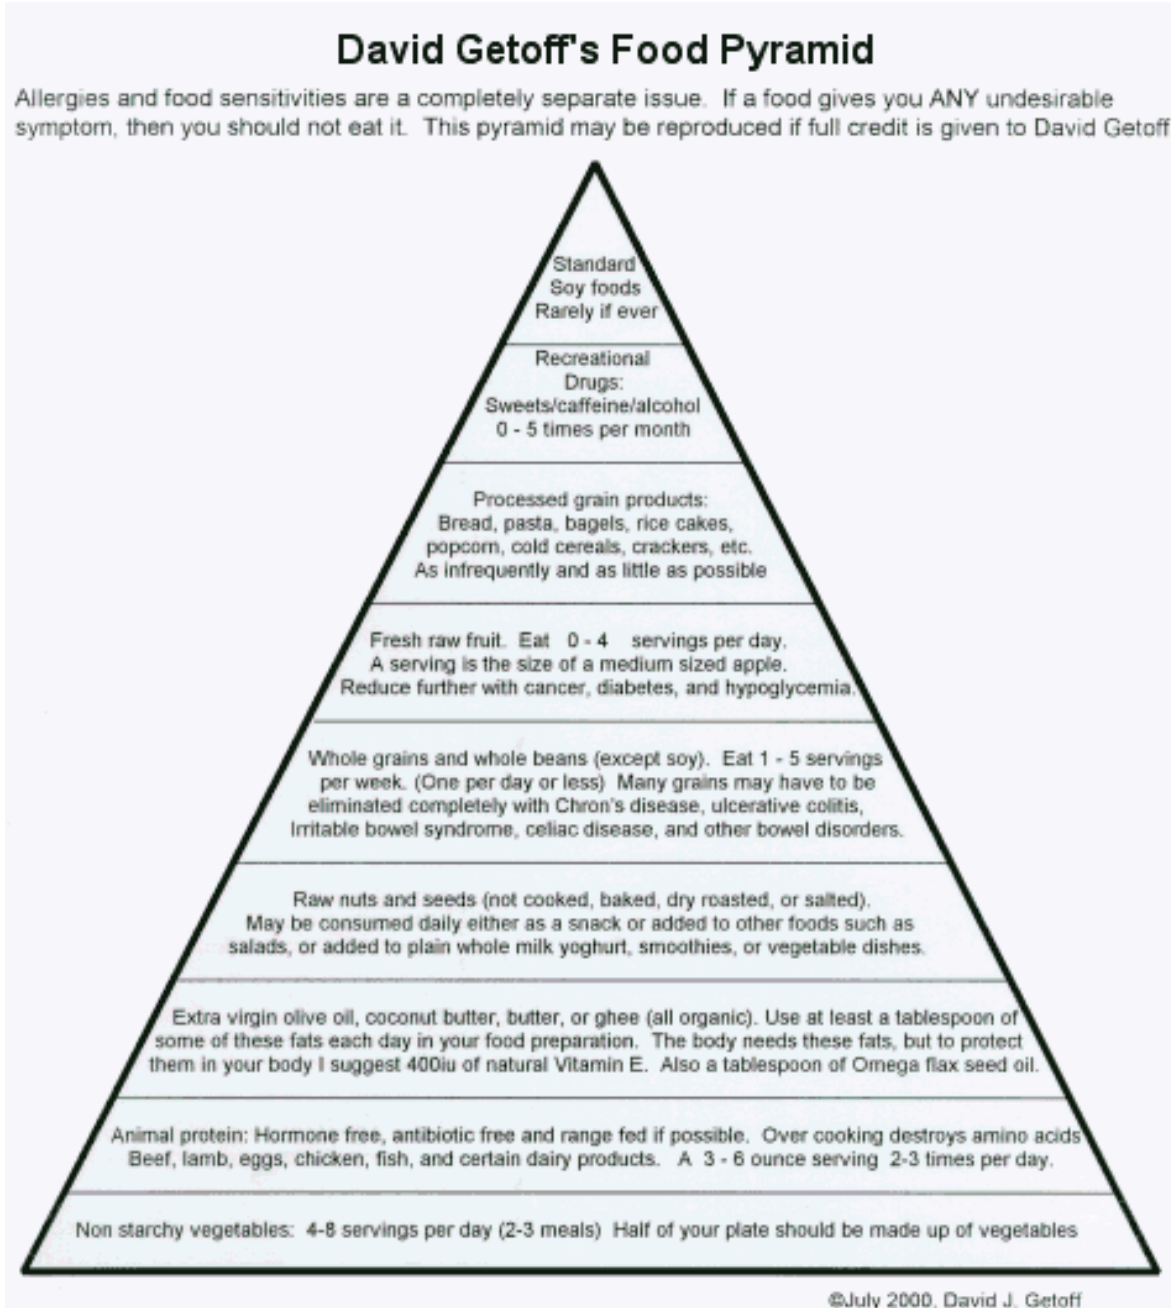 David Getoff's Food Pyramid
Allergies and food sensitivities are a completely separate issue. If a food gives you ANY undesirable
symptom, then you should not eat it. This pyramid may be reproduced if full credit is given to David Getoff
Standard
Soy foods
Rarely if ever
Recreational
Drugs:
Sweets/caffeine/alcohol
0 - 5 times per month
Processed grain products:
Bread, pasta, bagels, rice cakes,
popcorn, cold cereals, crackers, etc.
As infrequently and as little as possible
Fresh raw fruit. Eat 0 - 4 servings per day.
A serving is the size of a medium sized apple.
Reduce further with cancer, diabetes, and hypoglycemia.
Whole grains and whole beans (except soy). Eat 1 - 5 servings
per week. (One per day or less) Many grains may have to be
eliminated completely with Chron's disease, ulcerative colitis,
Irritable bowel syndrome, celiac disease, and other bowel disorders.
Raw nuts and seeds (not cooked, baked, dry roasted, or salted).
May be consumed daily either as a snack or added to other foods such as
salads, or added to plain whole milk yoghurt, smoothies, or vegetable dishes.
Extra virgin olive oil, coconut butter, butter, or ghee (all organic). Use at least a tablespoon of
some of these fats each day in your food preparation. The body needs these fats, but to protect
them in your body I suggest 400iu of natural Vitamin E. Also a tablespoon of Omega flax seed oil.
Animal protein: Hormone free, antibiotic free and range fed if possible. Over cooking destroys amino acids
Beef, lamb, eggs, chicken, fish, and certain dairy products. A 3 - 6 ounce serving 2-3 times per day.
Non starchy vegetables: 4-8 servings per day (2-3 meals) Half of your plate should be made up of vegetables
©July 2000, David J. Getoff